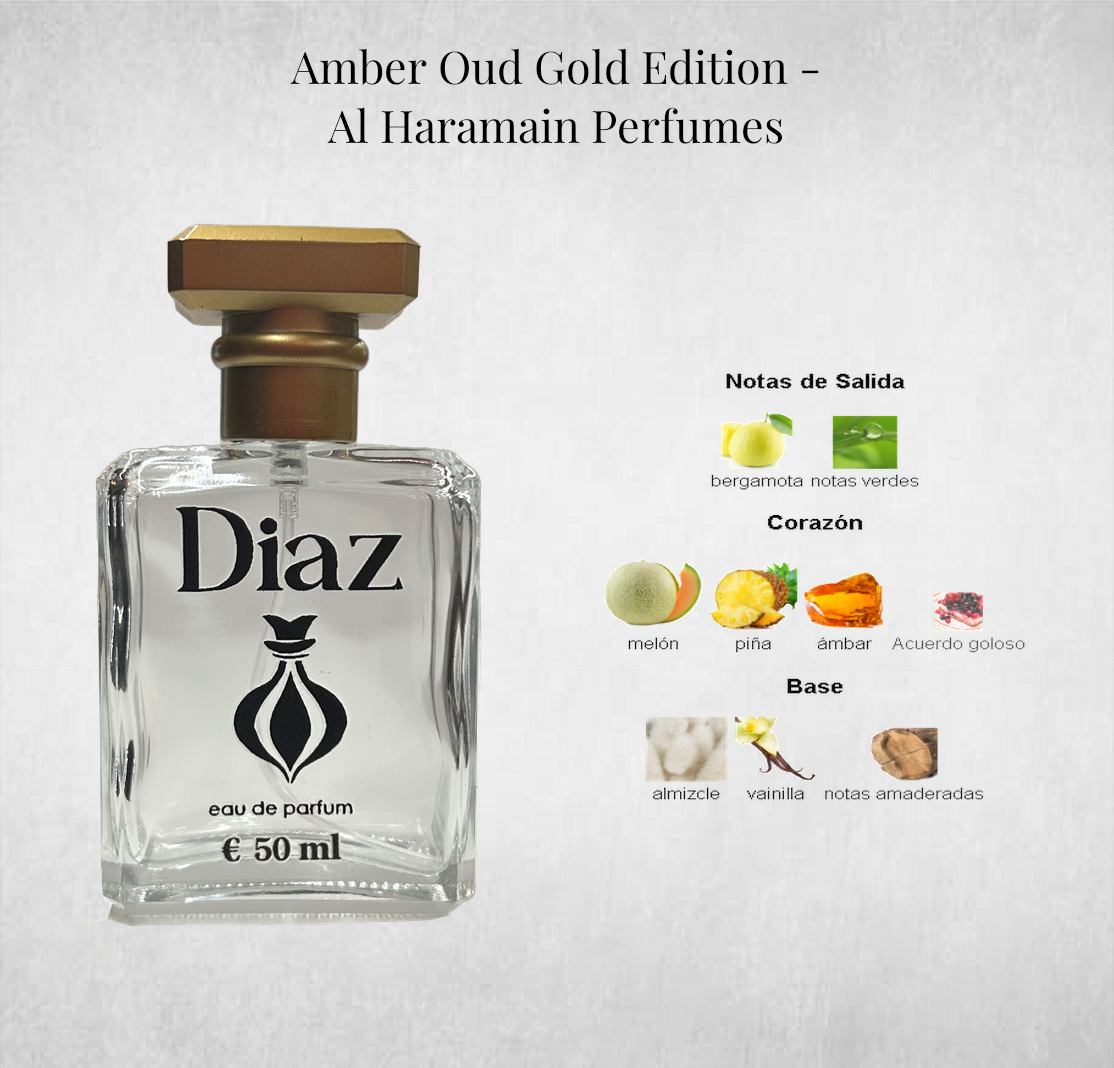 Amber Oud Gold Edition -
Al Haramain Perfumes
Diaz
eau de parfum
€ 50 ml
Notas de Salida
bergamota notas verdes
Corazón
melón piña ámbar Acuerdo goloso
Base
almizcle vainilla notas amaderadas